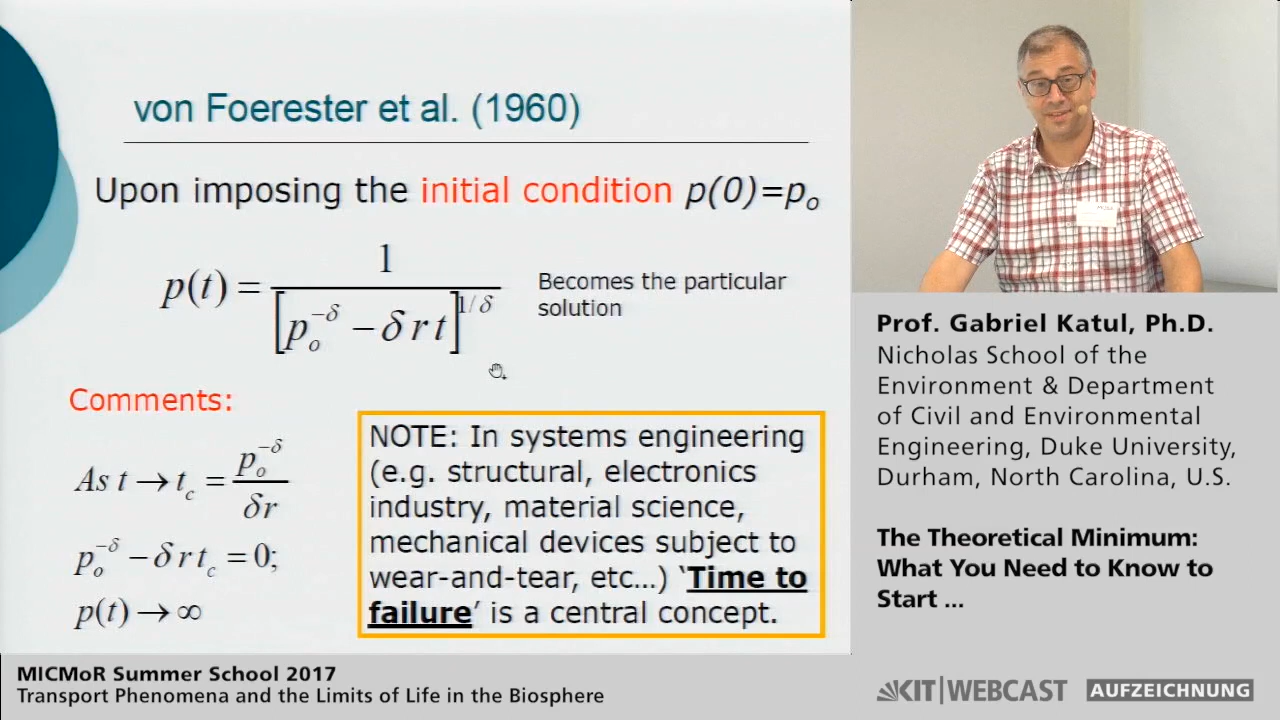 von Foerester et al. (1960)
Upon imposing the initial condition p(0)=pₒ
p(t) = 1 / [pₒ^{-δ} − δ r t]^{1/δ}
Becomes the particular
solution
Comments:
As t → t_c = pₒ^{-δ} / δr
pₒ^{-δ} − δ r t_c = 0;
p(t) → ∞
NOTE: In systems engineering
(e.g. structural, electronics
industry, material science,
mechanical devices subject to
wear-and-tear, etc...) ‘Time to
failure’ is a central concept.
Prof. Gabriel Katul, Ph.D.
Nicholas School of the
Environment & Department
of Civil and Environmental
Engineering, Duke University,
Durham, North Carolina, U.S.
The Theoretical Minimum:
What You Need to Know to
Start ...
MICMoR Summer School 2017
Transport Phenomena and the Limits of Life in the Biosphere
KIT|WEBCAST AUFZEICHNUNG